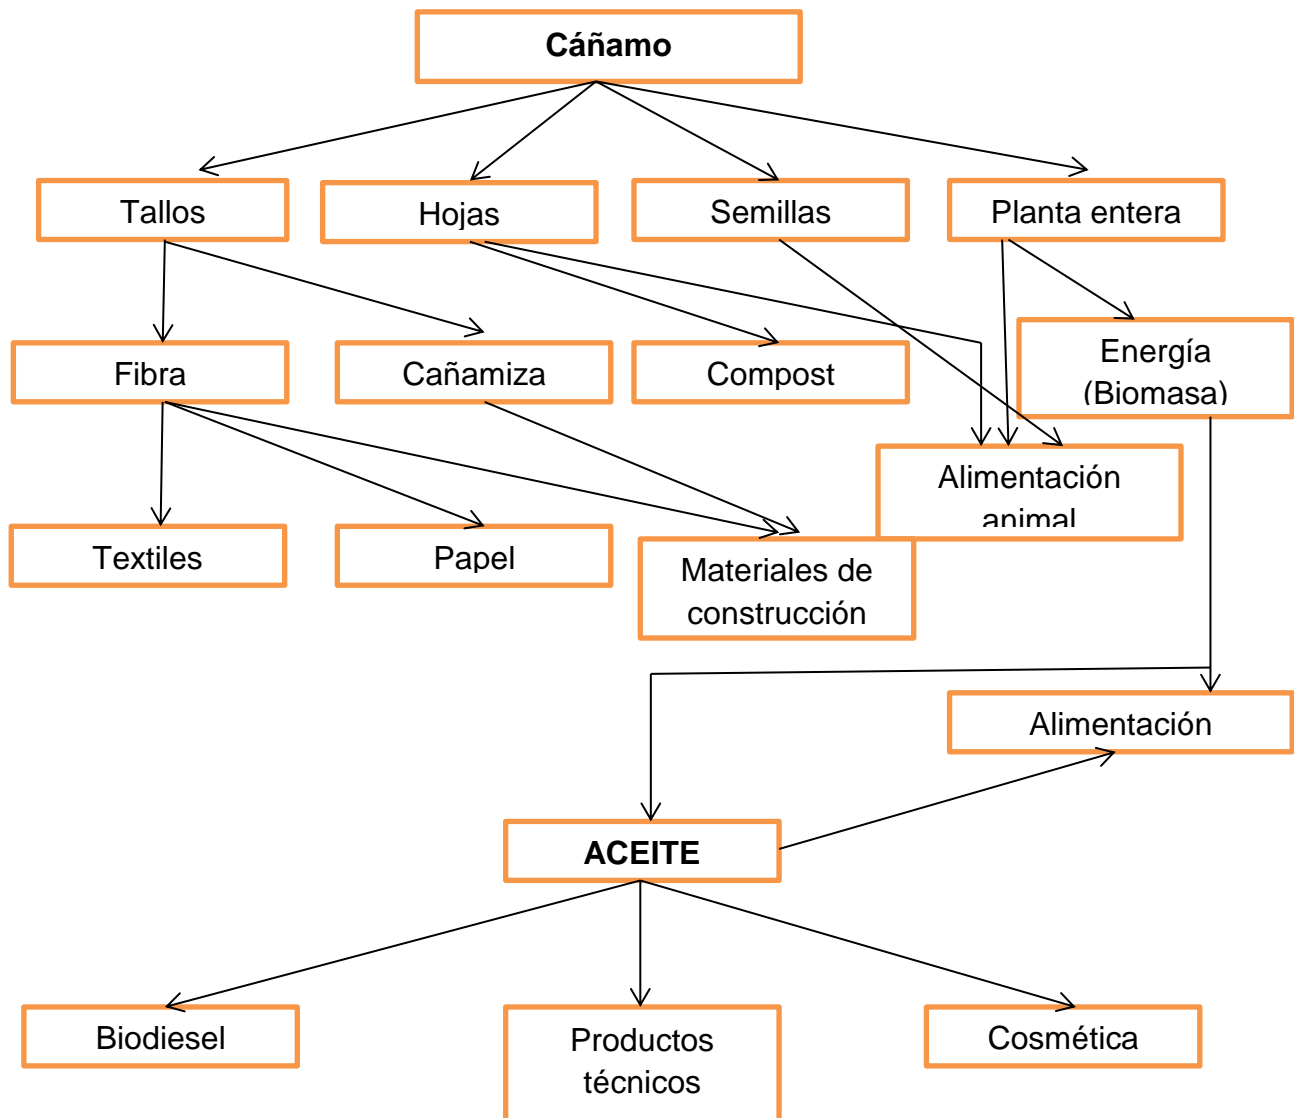 Cáñamo
Tallos
Hojas
Semillas
Planta entera
Fibra
Cañamiza
Compost
Energía
(Biomasa)
Alimentación
animal
Textiles
Papel
Materiales de
construcción
Alimentación
ACEITE
Biodiesel
Productos
técnicos
Cosmética